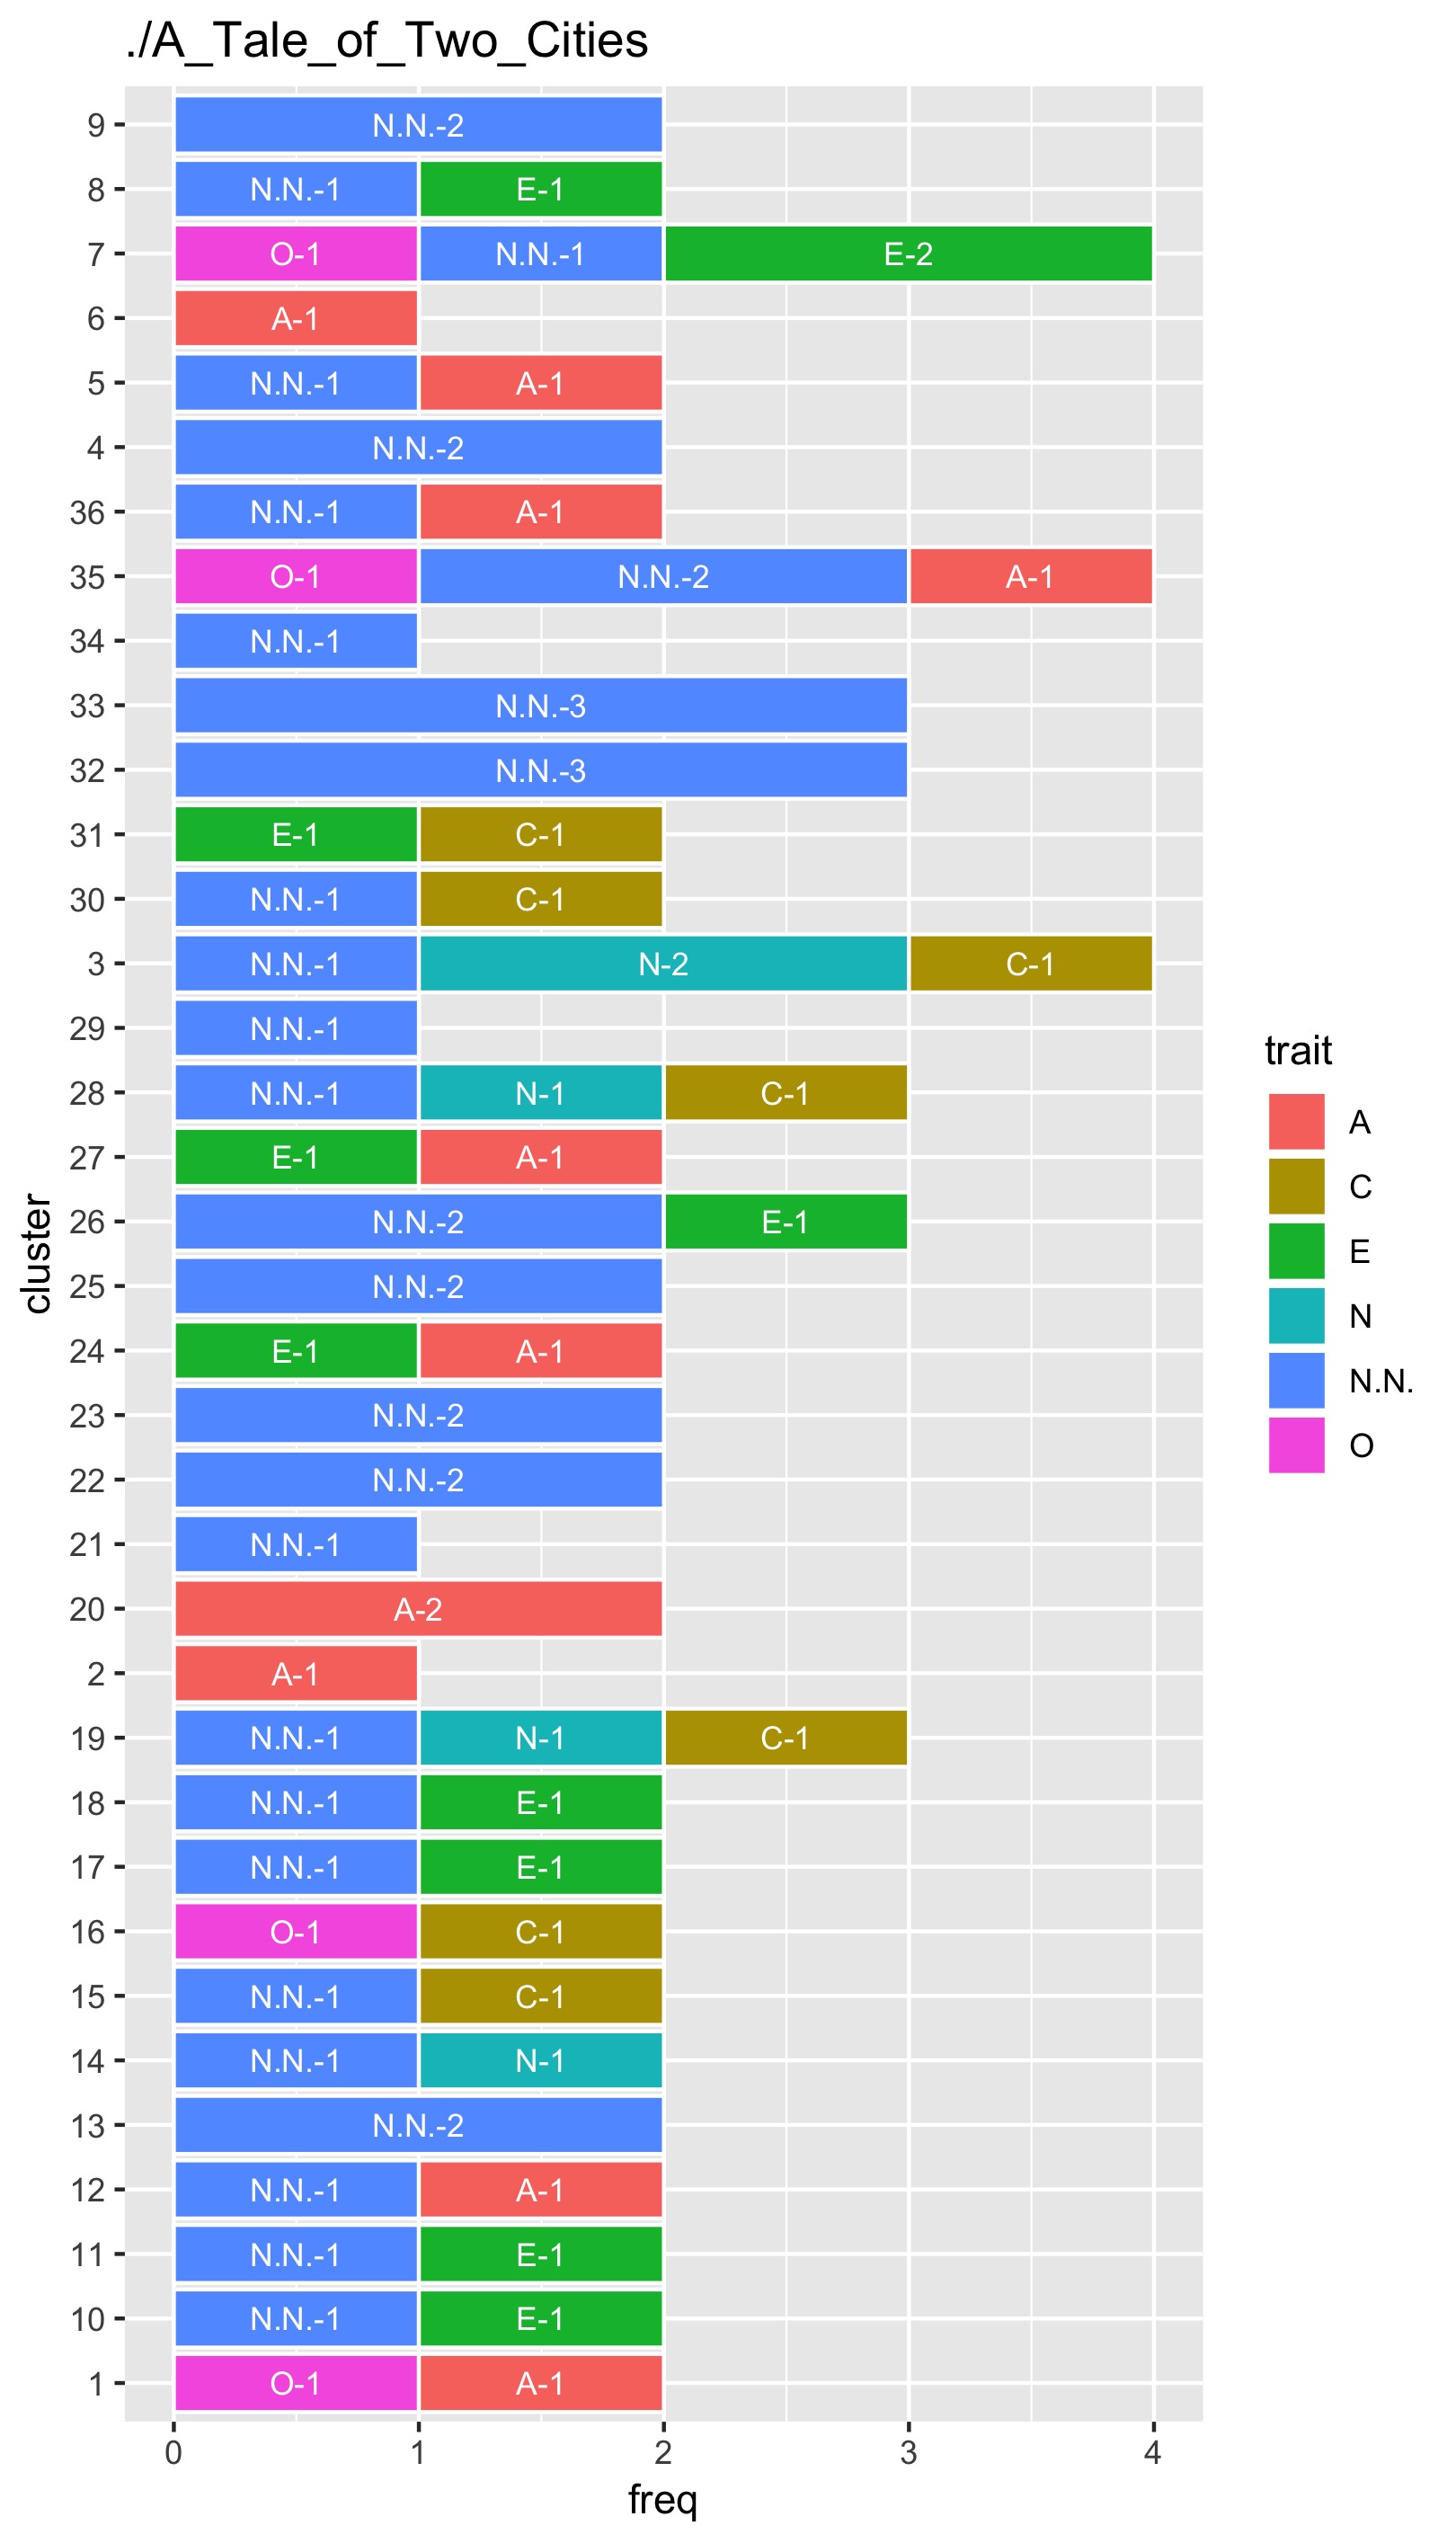 ./A_Tale_of_Two_Cities
9 N.N.-2
8 N.N.-1 E-1
7 O-1 N.N.-1 E-2
6 A-1
5 N.N.-1 A-1
4 N.N.-2
36 N.N.-1 A-1
35 O-1 N.N.-2 A-1
34 N.N.-1
33 N.N.-3
32 N.N.-3
31 E-1 C-1
30 N.N.-1 C-1
3 N.N.-1 N-2 C-1
29 N.N.-1
28 N.N.-1 N-1 C-1
27 E-1 A-1
26 N.N.-2 E-1
25 N.N.-2
24 E-1 A-1
23 N.N.-2
22 N.N.-2
21 N.N.-1
20 A-2
2 A-1
19 N.N.-1 N-1 C-1
18 N.N.-1 E-1
17 N.N.-1 E-1
16 O-1 C-1
15 N.N.-1 C-1
14 N.N.-1 N-1
13 N.N.-2
12 N.N.-1 A-1
11 N.N.-1 E-1
10 N.N.-1 E-1
1 O-1 A-1
0 1 2 3 4
freq
cluster
trait
A
C
E
N
N.N.
O